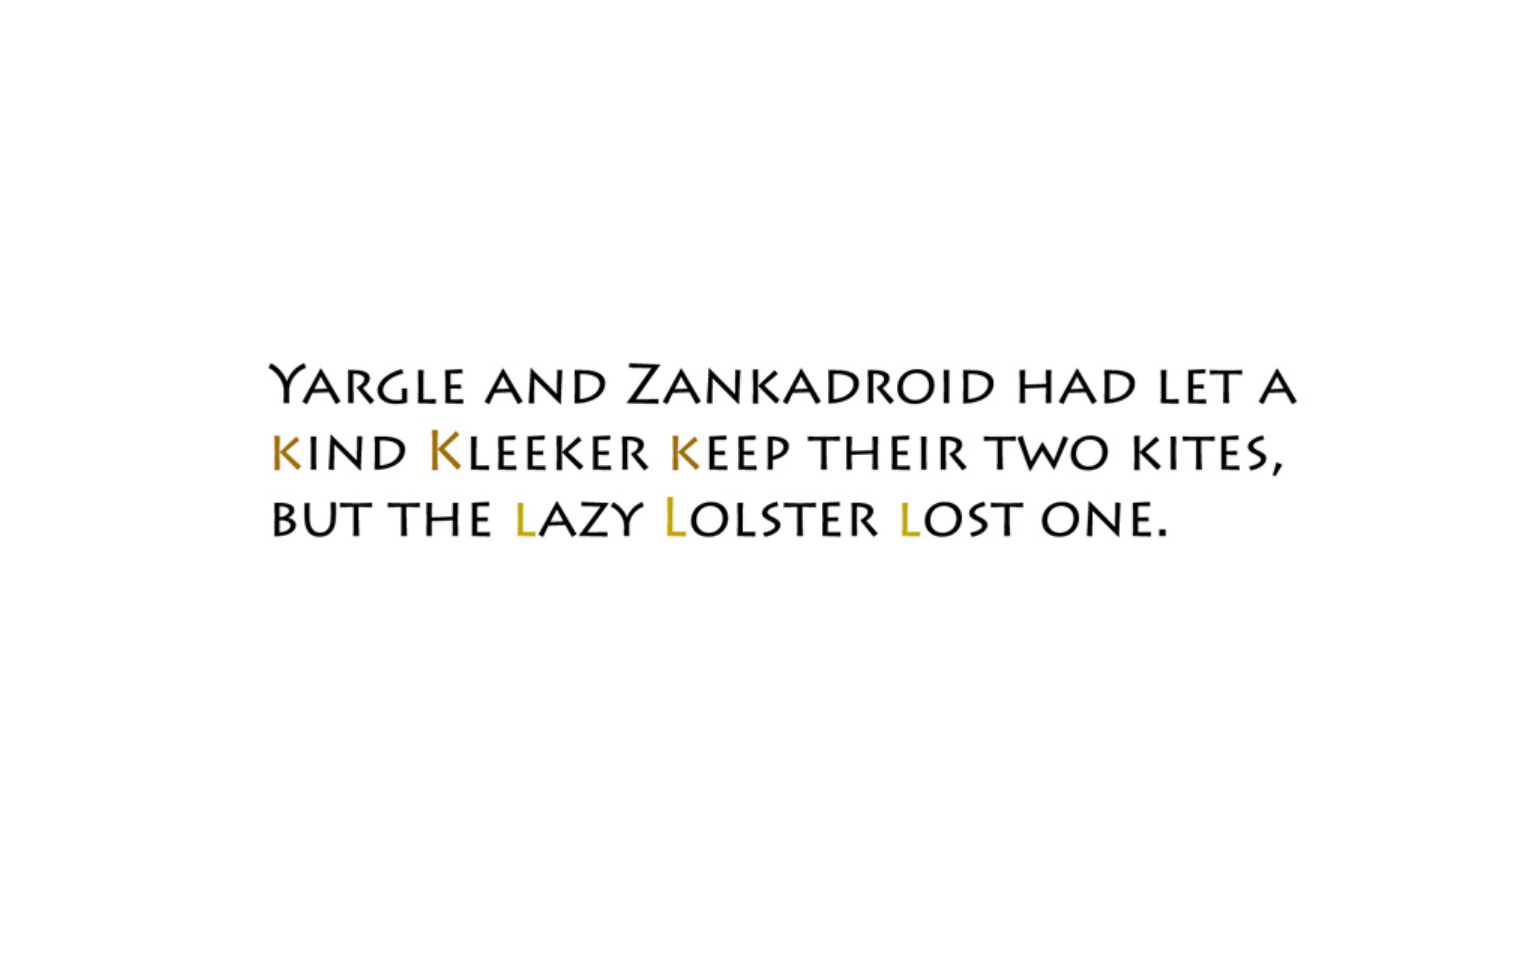 Yargle and Zankadroid had let a
kind Kleeker keep their two kites,
but the lazy Lolster lost one.